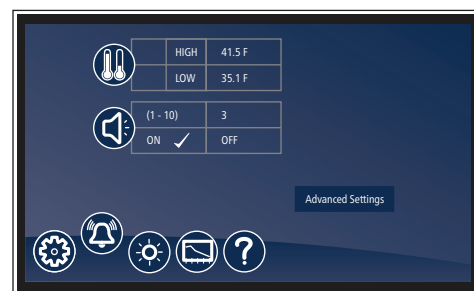 HIGH 41.5 F
LOW 35.1 F
(1 - 10) 3
ON ✓ OFF
Advanced Settings
?